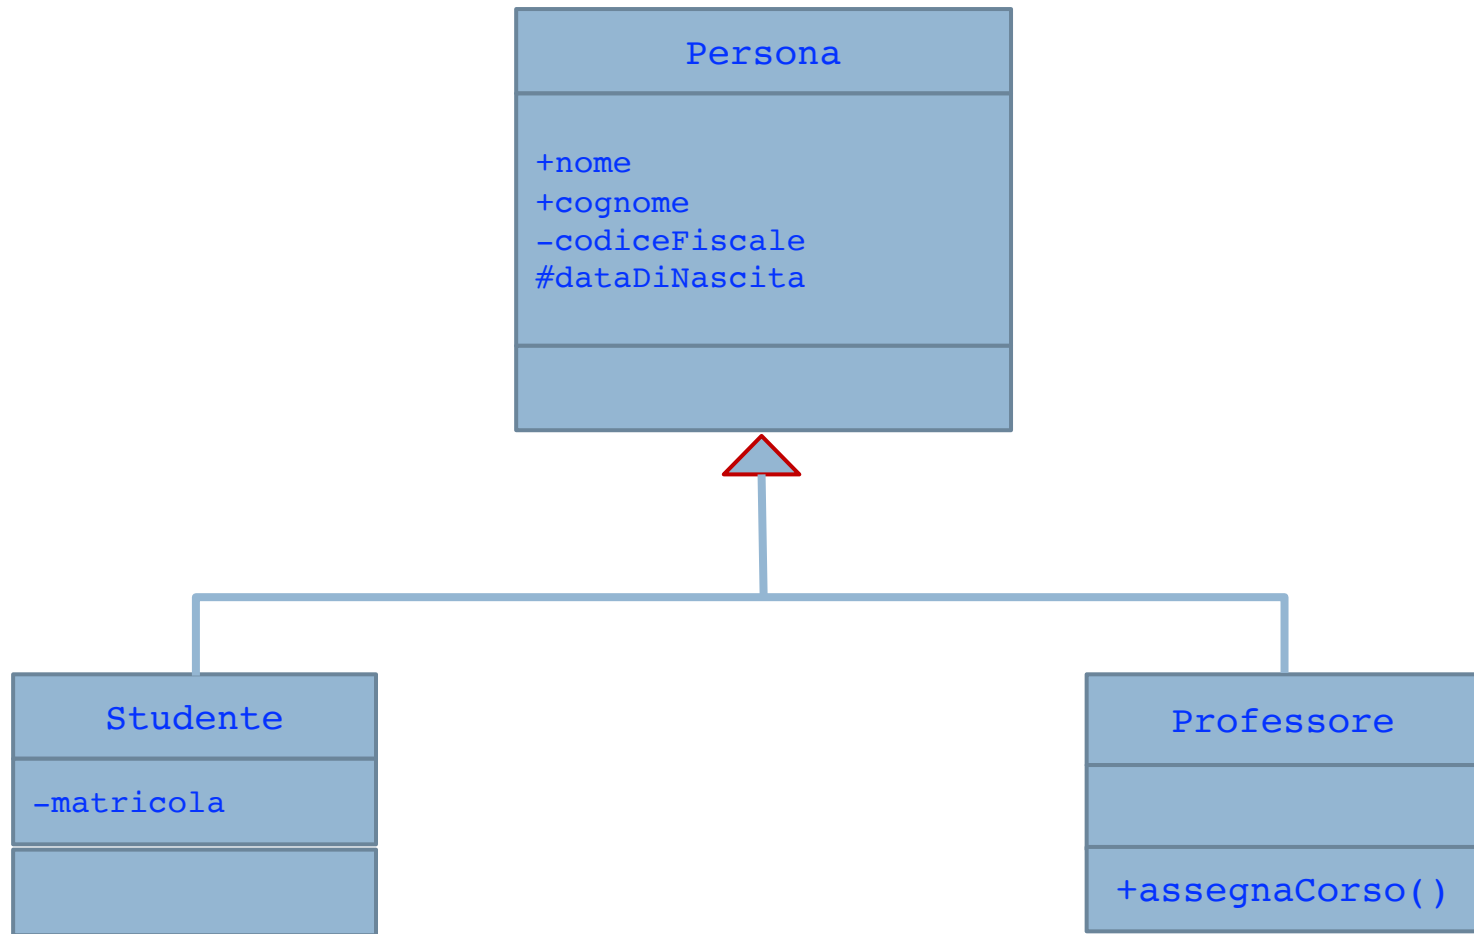 Persona
+nome
+cognome
-codiceFiscale
#dataDiNascita
Studente
-matricola
Professore
+assegnaCorso()